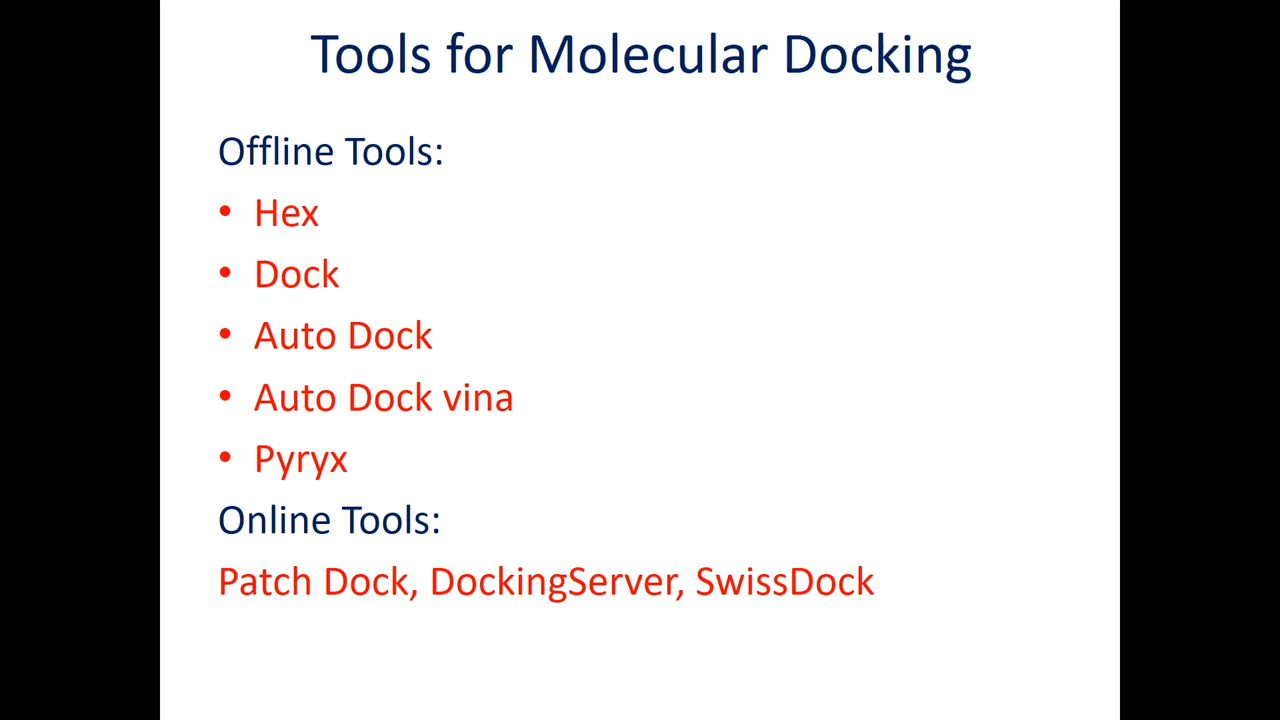 Tools for Molecular Docking
Offline Tools:
• Hex
• Dock
• Auto Dock
• Auto Dock vina
• Pyryx
Online Tools:
Patch Dock, DockingServer, SwissDock